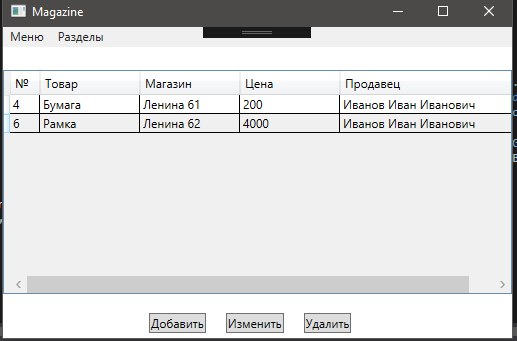 Magazine
Меню Разделы
№ Товар Магазин Цена Продавец
4 Бумага Ленина 61 200 Иванов Иван Иванович
6 Рамка Ленина 62 4000 Иванов Иван Иванович
Добавить Изменить Удалить